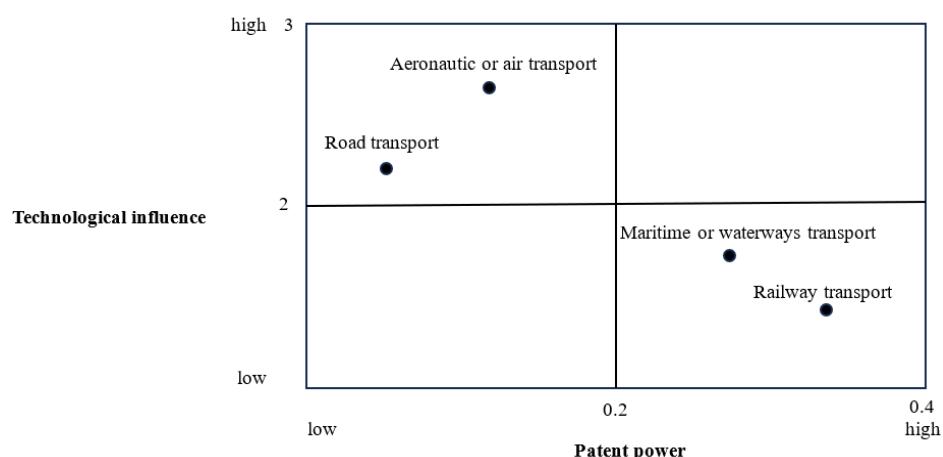 high 3
Aeronautic or air transport
Road transport
2
Technological influence
Maritime or waterways transport
Railway transport
low
0.2
0.4
low
high
Patent power